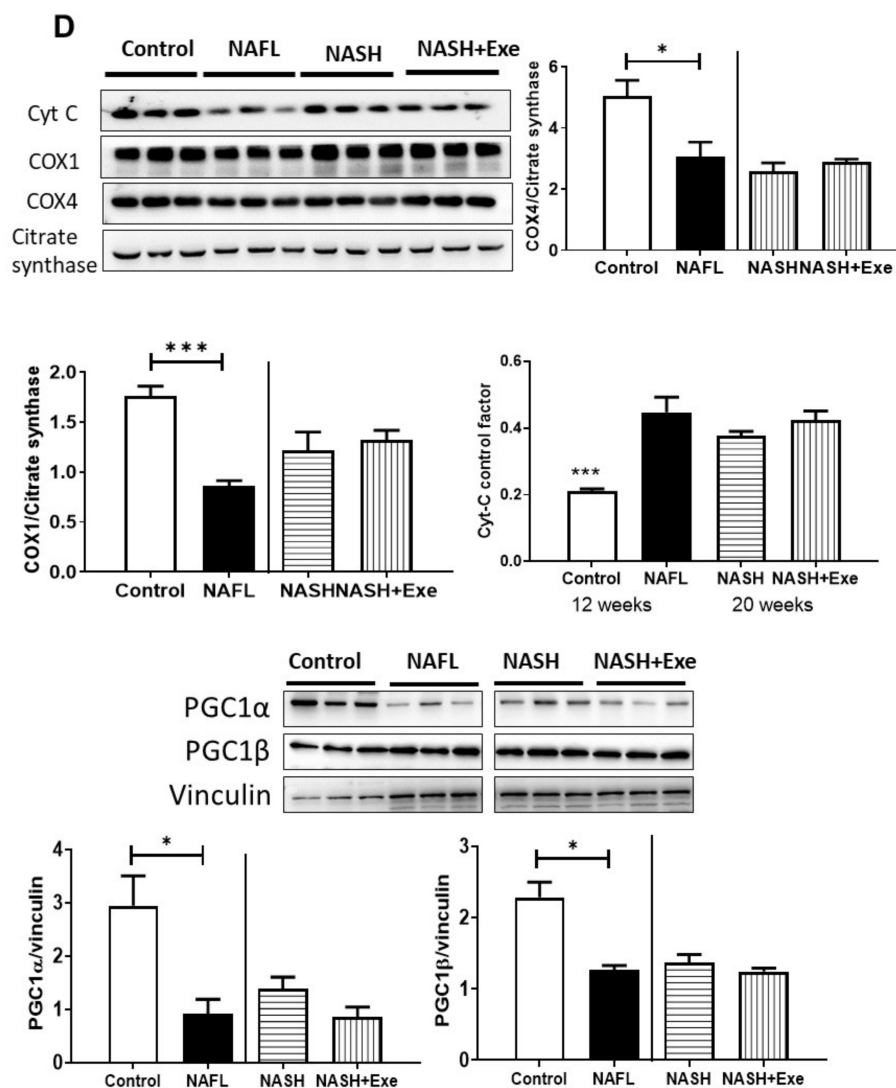 D
Control NAFL NASH NASH+Exe
Cyt C
COX1
COX4
Citrate
synthase
*
COX4/Citrate synthase
6
4
2
0
Control NAFL NASH NASH+Exe
***
COX1/Citrate synthase
2.0
1.5
1.0
0.5
0.0
Control NAFL NASH NASH+Exe
Cyt-C control factor
0.6
0.4
0.2
0.0
***
Control NAFL NASH NASH+Exe
12 weeks 20 weeks
Control NAFL NASH NASH+Exe
PGC1α
PGC1β
Vinculin
*
PGC1α/vinculin
4
3
2
1
0
Control NAFL NASH NASH+Exe
*
PGC1β/vinculin
3
2
1
0
Control NAFL NASH NASH+Exe